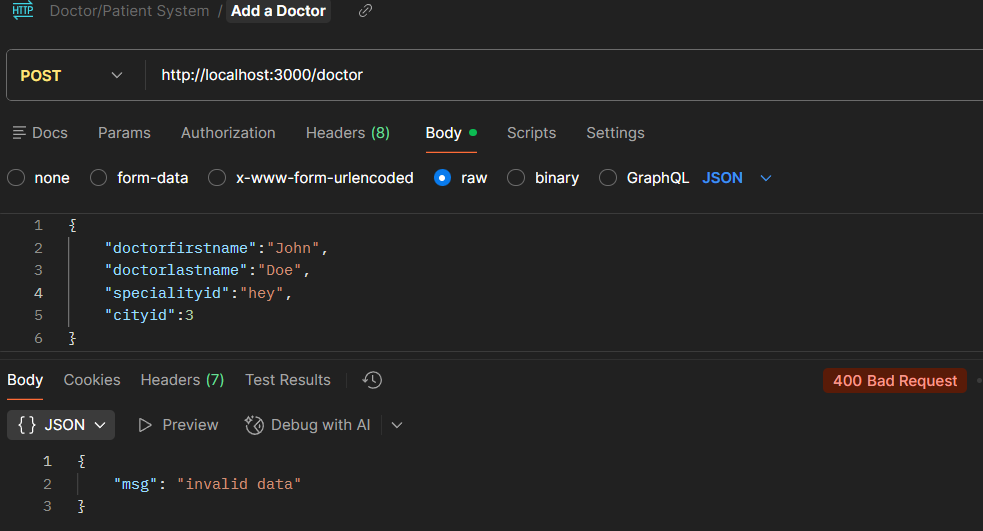 HTTP Doctor/Patient System / Add a Doctor
POST http://localhost:3000/doctor
Docs Params Authorization Headers (8) Body Scripts Settings
none form-data x-www-form-urlencoded raw binary GraphQL JSON
1 {
2 "doctorfirstname":"John",
3 "doctorlastname":"Doe",
4 "specialityid":"hey",
5 "cityid":3
6 }
Body Cookies Headers (7) Test Results 400 Bad Request
{} JSON Preview Debug with AI
1 {
2 "msg": "invalid data"
3 }